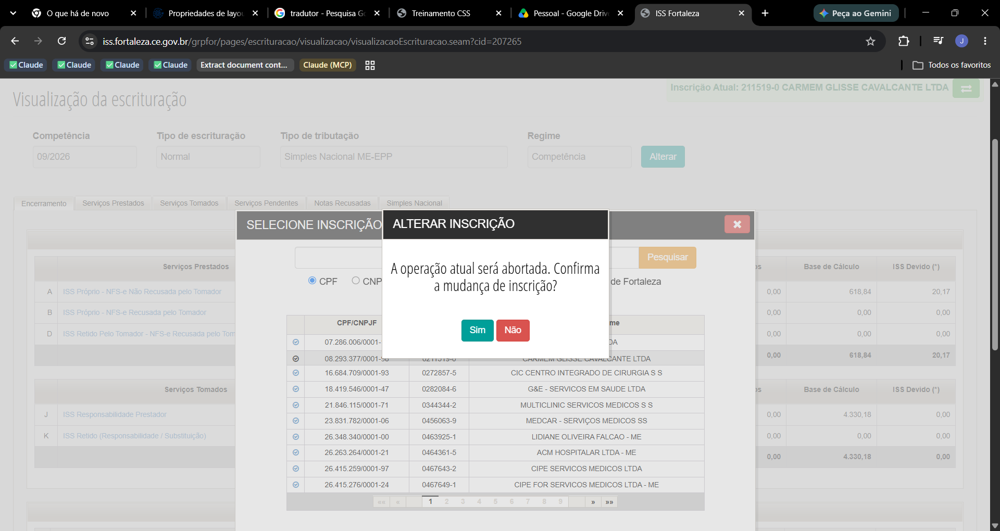 O que há de novo
Propriedades de layou
tradutor - Pesquisa Go
Treinamento CSS
Pessoal - Google Drive
ISS Fortaleza
Peça ao Gemini
iss.fortaleza.ce.gov.br/grpfor/pages/escrituracao/visualizacao/visualizacaoEscrituracao.seam?cid=207265
J
Claude
Claude
Claude
Claude
Extract document cont...
Claude (MCP)
Todos os favoritos
Visualização da escrituração
Inscrição Atual: 211519-0 CARMEM GLISSE CAVALCANTE LTDA
Competência
Tipo de escrituração
Tipo de tributação
Regime
09/2026
Normal
Simples Nacional ME-EPP
Competência
Alterar
Encerramento
Serviços Prestados
Serviços Tomados
Serviços Pendentes
Notas Recusadas
Simples Nacional
SELECIONE INSCRIÇÃO
ALTERAR INSCRIÇÃO
A operação atual será abortada. Confirma
a mudança de inscrição?
Sim
Não
Pesquisar
CPF
CNP
de Fortaleza
CPF/CNPJF
me
07.286.006/0001-
DA
08.293.377/0001-98 0211519-0 CARMEM GLISSE CAVALCANTE LTDA
16.684.709/0001-93 0272857-5 CIC CENTRO INTEGRADO DE CIRURGIA S S
18.419.546/0001-47 0282084-6 G&E - SERVICOS EM SAUDE LTDA
21.846.115/0001-71 0344344-2 MULTICLINIC SERVICOS MEDICOS S S
23.831.782/0001-06 0456063-9 MEDCAR - SERVIÇOS MEDICOS SS
26.348.340/0001-00 0463925-1 LIDIANE OLIVEIRA FALCAO - ME
26.263.264/0001-21 0464361-5 ACM HOSPITALAR LTDA - ME
26.415.259/0001-97 0467643-2 CIPE SERVICOS MEDICOS LTDA
26.415.276/0001-24 0467649-1 CIPE FOR SERVICOS MEDICOS LTDA - ME
«« « 1 2 3 4 5 6 7 8 9 » »»
Serviços Prestados
os
Base de Cálculo
ISS Devido (*)
A ISS Próprio - NFS-e Não Recusada pelo Tomador
0,00 618,84 20,17
B ISS Próprio - NFS-e Recusada pelo Tomador
0,00 0,00 0,00
D ISS Retido Pelo Tomador - NFS-e Recusada pelo Tom
0,00 0,00 0,00
0,00 618,84 20,17
Serviços Tomados
os
Base de Cálculo
ISS Devido (*)
J ISS Responsabilidade Prestador
0,00 4.330,18 0,00
K ISS Retido (Responsabilidade / Substituição)
0,00 0,00 0,00
0,00 4.330,18 0,00